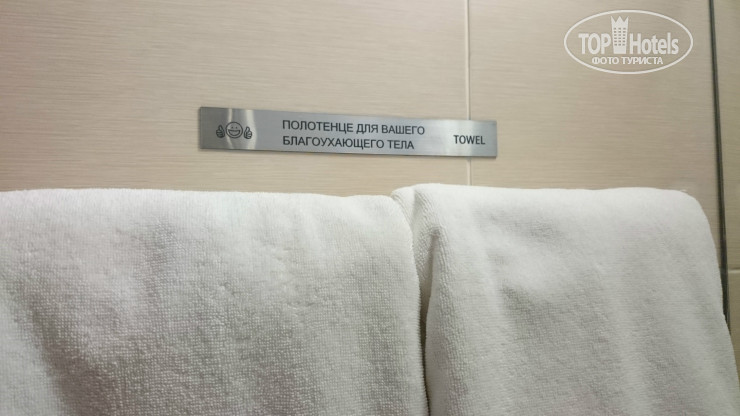 TOP Hotels
ФОТО ТУРИСТА
ПОЛОТЕНЦЕ ДЛЯ ВАШЕГО
БЛАГОУХАЮЩЕГО ТЕЛА
TOWEL